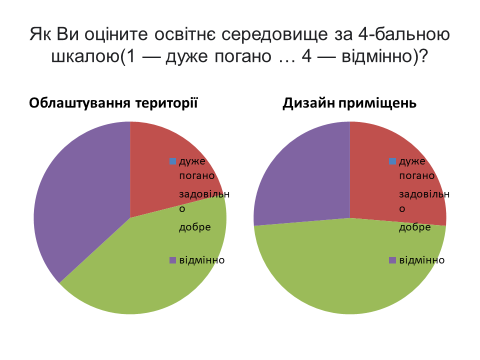 Як Ви оціните освітнє середовище за 4-бальною
шкалою(1 — дуже погано … 4 — відмінно)?
Облаштування території
дуже
погано
задовільн
о
добре
відмінно
Дизайн приміщень
дуже
погано
задовільн
о
добре
відмінно